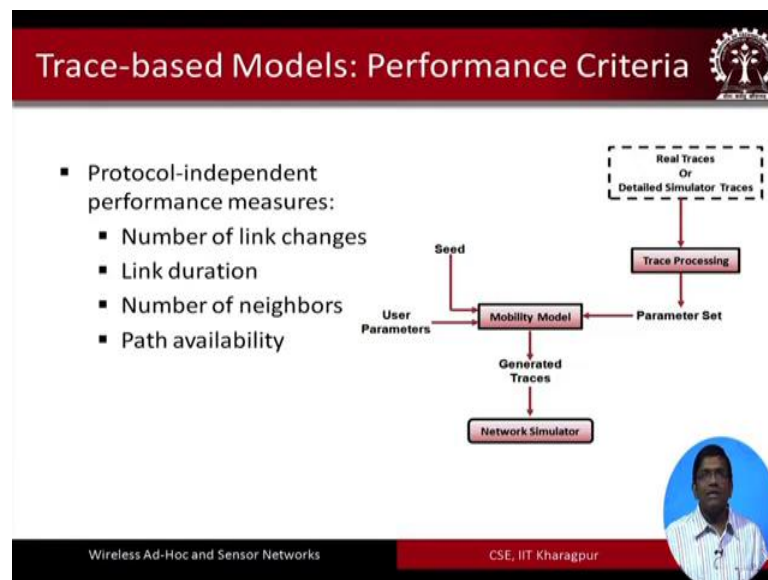 Trace-based Models: Performance Criteria
Protocol-independent
performance measures:
Number of link changes
Link duration
Number of neighbors
Path availability
Real Traces
Or
Detailed Simulator Traces
Trace Processing
Parameter Set
Seed
User
Parameters
Mobility Model
Generated
Traces
Network Simulator
Wireless Ad-Hoc and Sensor Networks
CSE, IIT Kharagpur